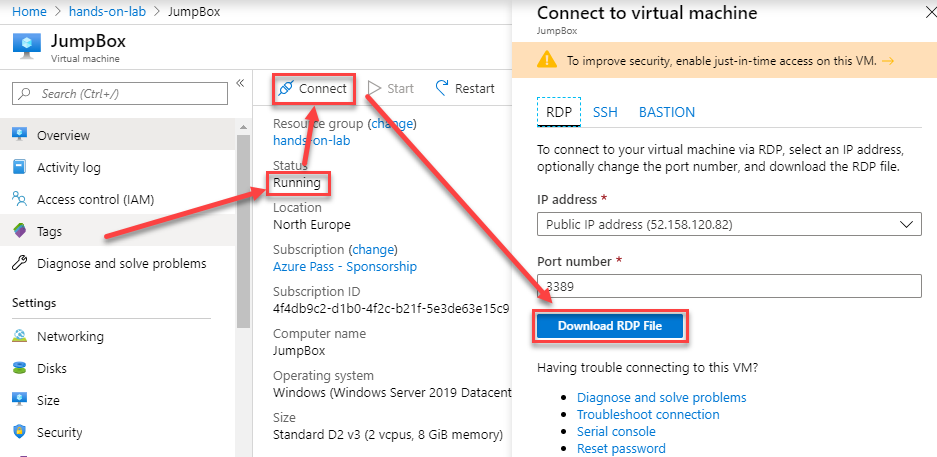 Home > hands-on-lab > JumpBox
JumpBox
Virtual machine
«
Search (Ctrl+/)
Overview
Activity log
Access control (IAM)
Tags
Diagnose and solve problems
Settings
Networking
Disks
Size
Security
Connect
Start
Restart
Resource group (change)
hands-on-lab
Status
Running
Location
North Europe
Subscription (change)
Azure Pass - Sponsorship
Subscription ID
4f4db9c2-d1b0-4f2c-b21f-5e3de63e15c9
Computer name
JumpBox
Operating system
Windows (Windows Server 2019 Datacent
Size
Standard D2 v3 (2 vcpus, 8 GiB memory)
Connect to virtual machine
JumpBox
To improve security, enable just-in-time access on this VM. →
RDP SSH BASTION
To connect to your virtual machine via RDP, select an IP address,
optionally change the port number, and download the RDP file.
IP address *
Public IP address (52.158.120.82)
Port number *
3389
Download RDP File
Having trouble connecting to this VM?
• Diagnose and solve problems
• Troubleshoot connection
• Serial console
• Reset password